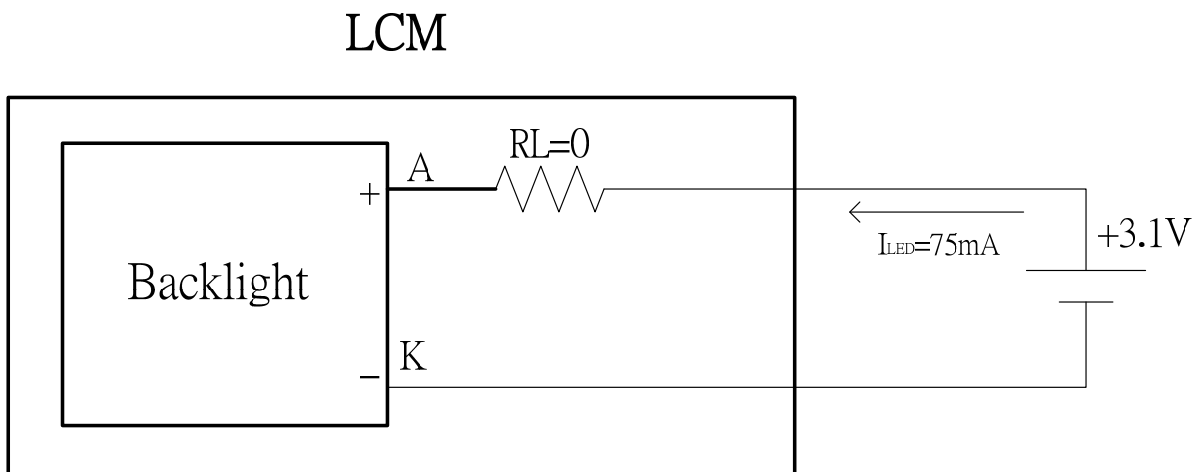 LCM
RL=0
A
+
+3.1V
ILED=75mA
Backlight
K
−